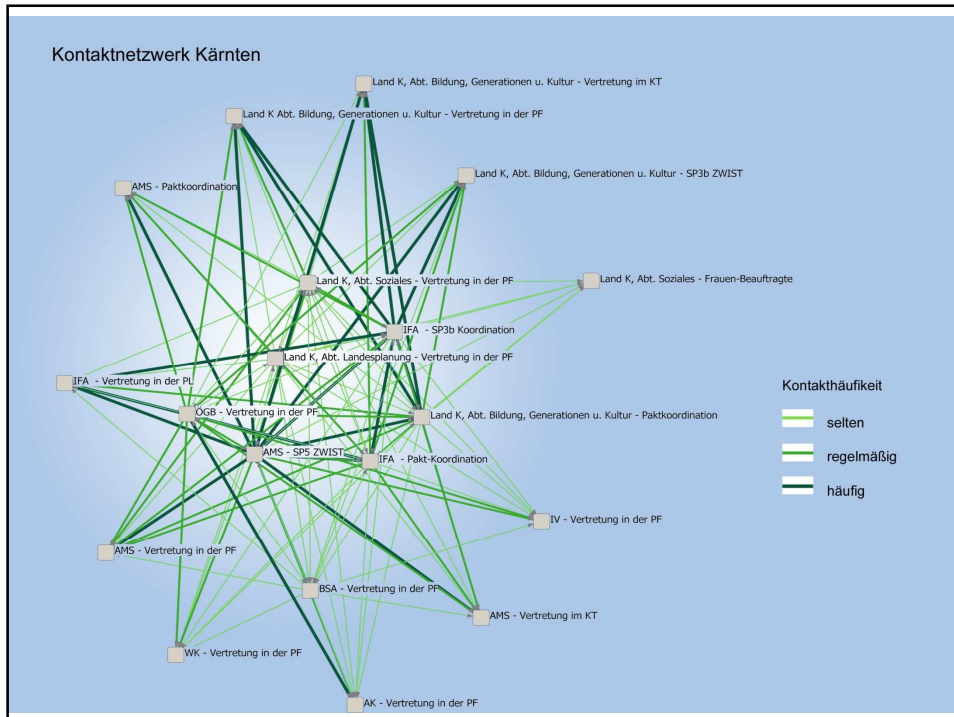 Kontaktnetzwerk Kärnten
Land K, Abt. Bildung, Generationen u. Kultur - Vertretung im KT
Land K Abt. Bildung, Generationen u. Kultur - Vertretung in der PF
Land K, Abt. Bildung, Generationen u. Kultur - SP3b ZWIST
AMS - Paktkoordination
Land K, Abt. Soziales - Vertretung in der PF
Land K, Abt. Soziales - Frauen-Beauftragte
IFA - SP3b Koordination
Land K, Abt. Landesplanung - Vertretung in der PF
IFA - Vertretung in der PL
Kontakthäufikeit
ÖGB - Vertretung in der PF
Land K, Abt. Bildung, Generationen u. Kultur - Paktkoordination
selten
AMS - SP5 ZWIST
IFA - Pakt-Koordination
regelmäßig
häufig
IV - Vertretung in der PF
AMS - Vertretung in der PF
BSA - Vertretung in der PF
AMS - Vertretung im KT
WK - Vertretung in der PF
AK - Vertretung in der PF